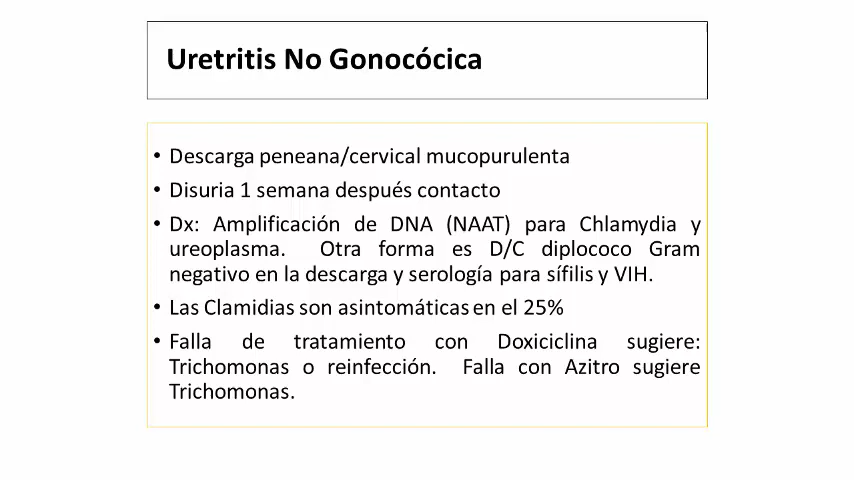 Uretritis No Gonocócica
• Descarga peneana/cervical mucopurulenta
• Disuria 1 semana después contacto
• Dx: Amplificación de DNA (NAAT) para Chlamydia y
ureoplasma. Otra forma es D/C diplococo Gram
negativo en la descarga y serología para sífilis y VIH.
• Las Clamidias son asintomáticas en el 25%
• Falla de tratamiento con Doxiciclina sugiere:
Trichomonas o reinfección. Falla con Azitro sugiere
Trichomonas.